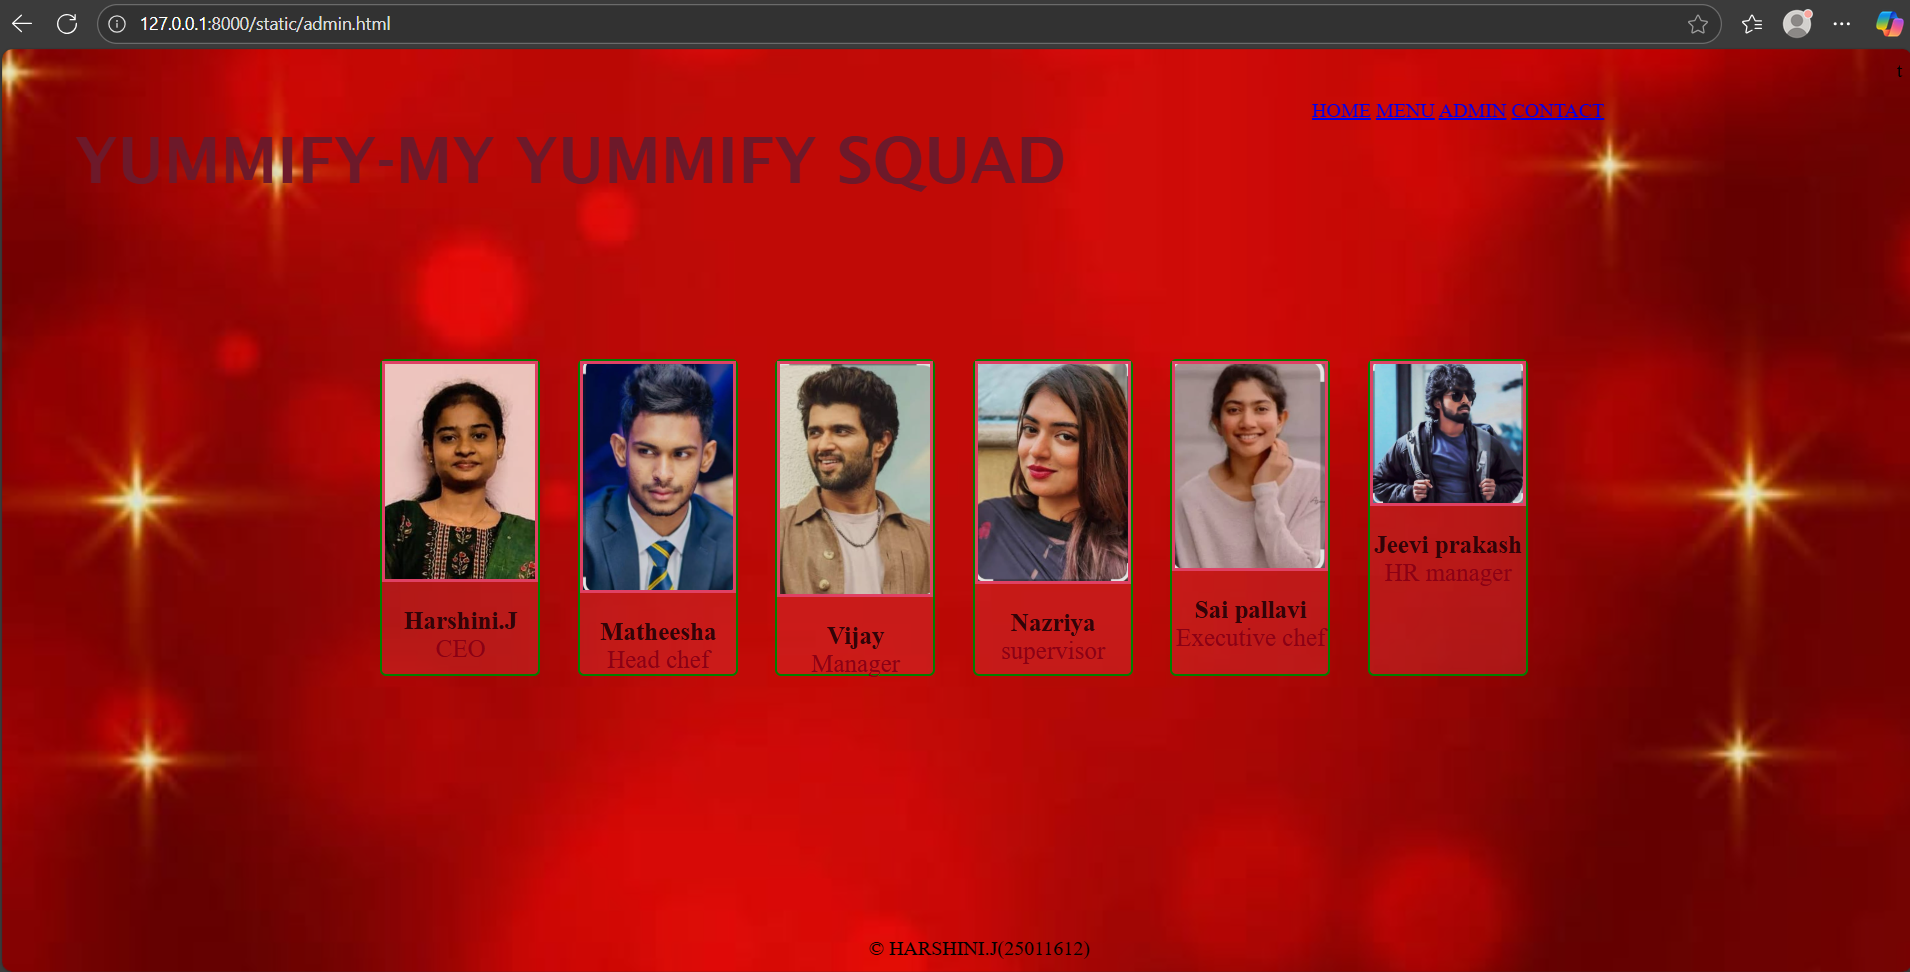 127.0.0.1:8000/static/admin.html
t
HOME MENU ADMIN CONTACT
YUMMIFY-MY YUMMIFY SQUAD
Harshini.J
CEO
Matheesha
Head chef
Vijay
Manager
Nazriya
supervisor
Sai pallavi
Executive chef
Jeevi prakash
HR manager
© HARSHINI.J(25011612)